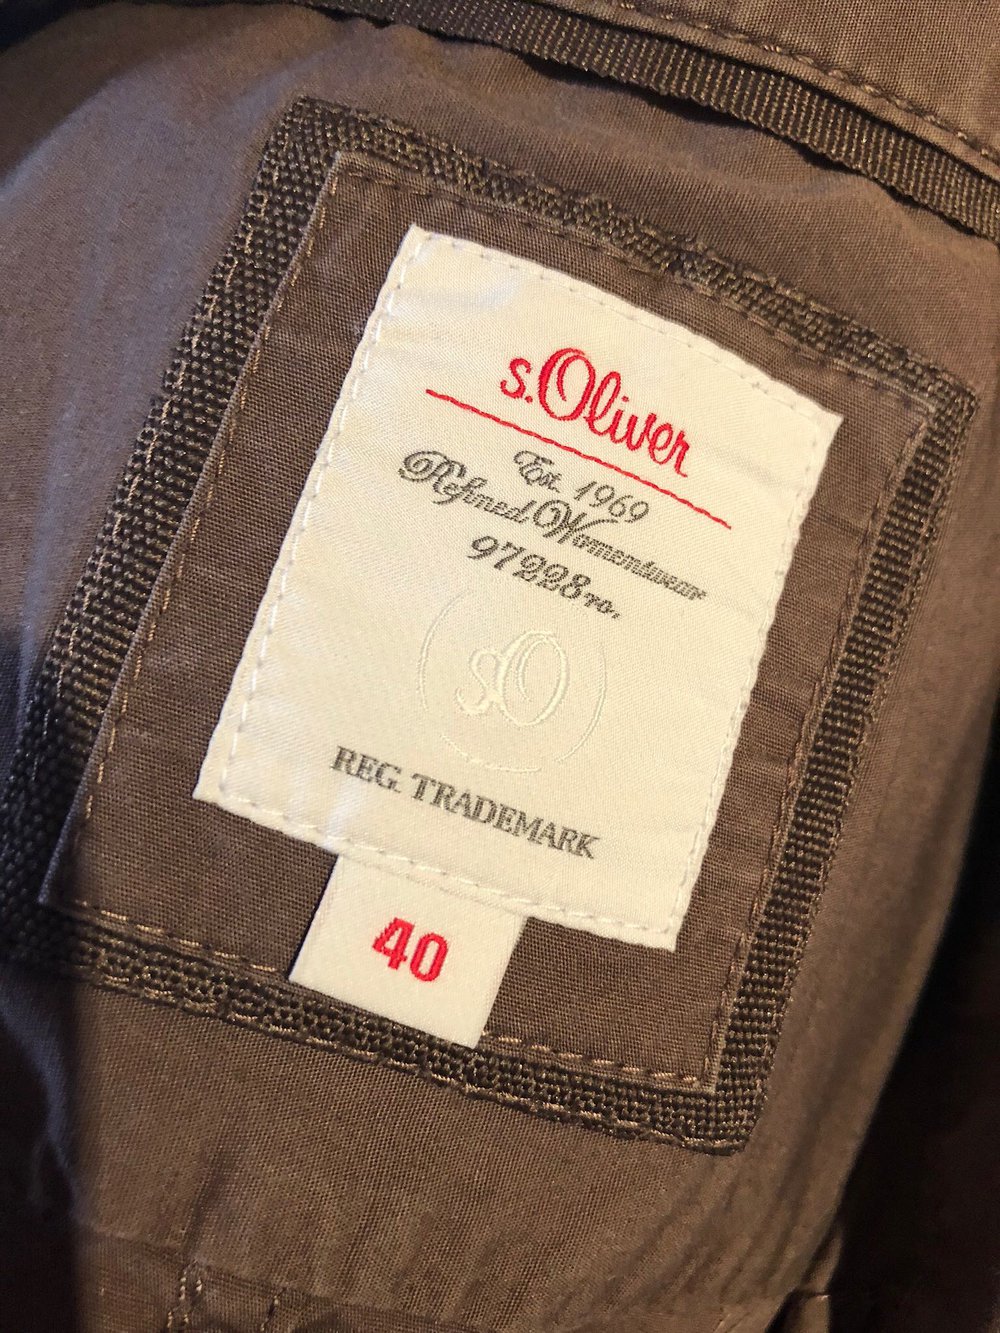 s.Oliver
Est. 1969
Refined Womenswear
97228 ro.
sO
REG. TRADEMARK
40